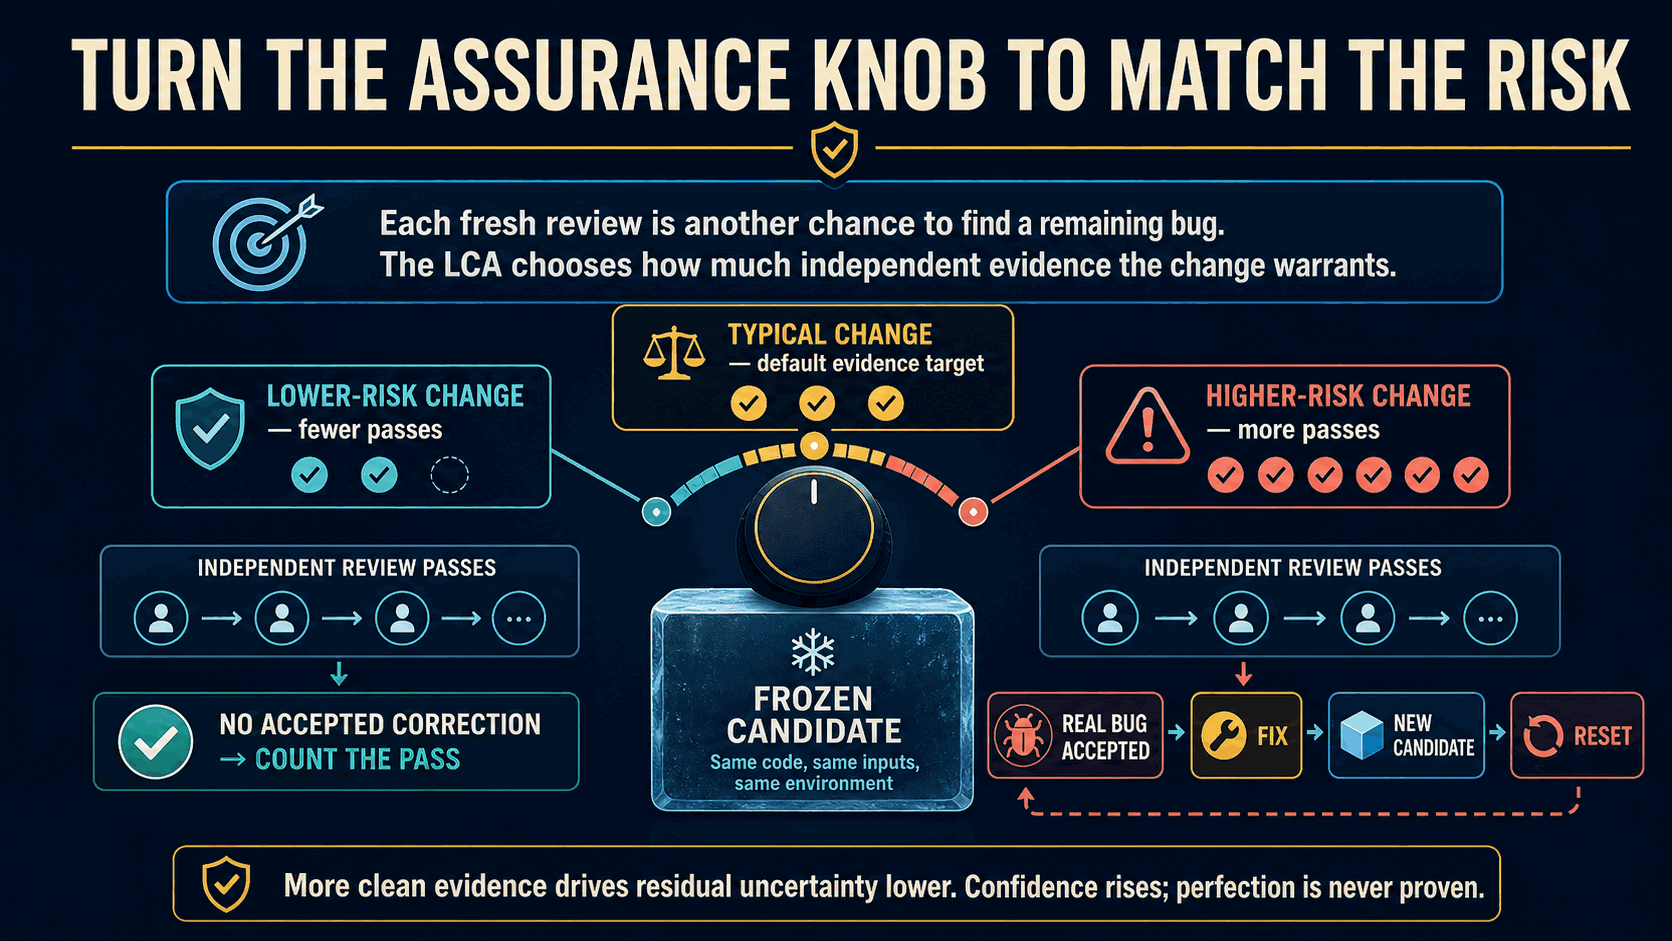 TURN THE ASSURANCE KNOB TO MATCH THE RISK
Each fresh review is another chance to find a remaining bug.
The LCA chooses how much independent evidence the change warrants.
TYPICAL CHANGE
— default evidence target
LOWER-RISK CHANGE
— fewer passes
HIGHER-RISK CHANGE
— more passes
INDEPENDENT REVIEW PASSES
...
NO ACCEPTED CORRECTION
→ COUNT THE PASS
FROZEN
CANDIDATE
Same code, same inputs,
same environment
INDEPENDENT REVIEW PASSES
...
REAL BUG
ACCEPTED
FIX
NEW
CANDIDATE
RESET
More clean evidence drives residual uncertainty lower. Confidence rises; perfection is never proven.